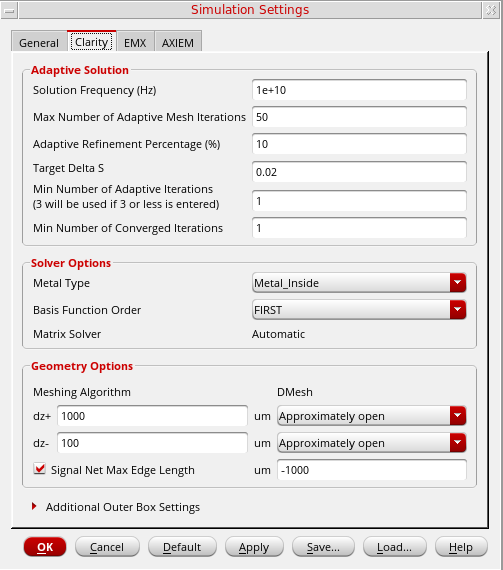 Simulation Settings
General Clarity EMX AXIEM
Adaptive Solution
Solution Frequency (Hz) 1e+10
Max Number of Adaptive Mesh Iterations 50
Adaptive Refinement Percentage (%) 10
Target Delta S 0.02
Min Number of Adaptive Iterations
(3 will be used if 3 or less is entered) 1
Min Number of Converged Iterations 1
Solver Options
Metal Type Metal_Inside
Basis Function Order FIRST
Matrix Solver Automatic
Geometry Options
Meshing Algorithm DMesh
dz+ 1000 um Approximately open
dz- 100 um Approximately open
Signal Net Max Edge Length um -1000
Additional Outer Box Settings
OK Cancel Default Apply Save... Load... Help